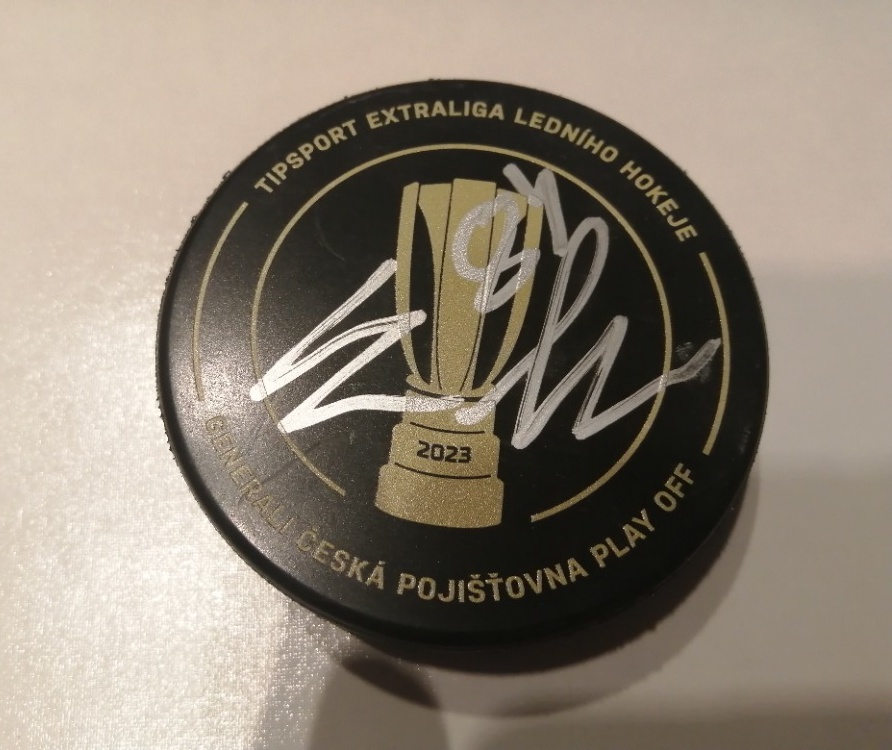 TIPSPORT EXTRALIGA LEDNÍHO HOKEJE
2023
GENERALI ČESKÁ POJIŠŤOVNA PLAY OFF